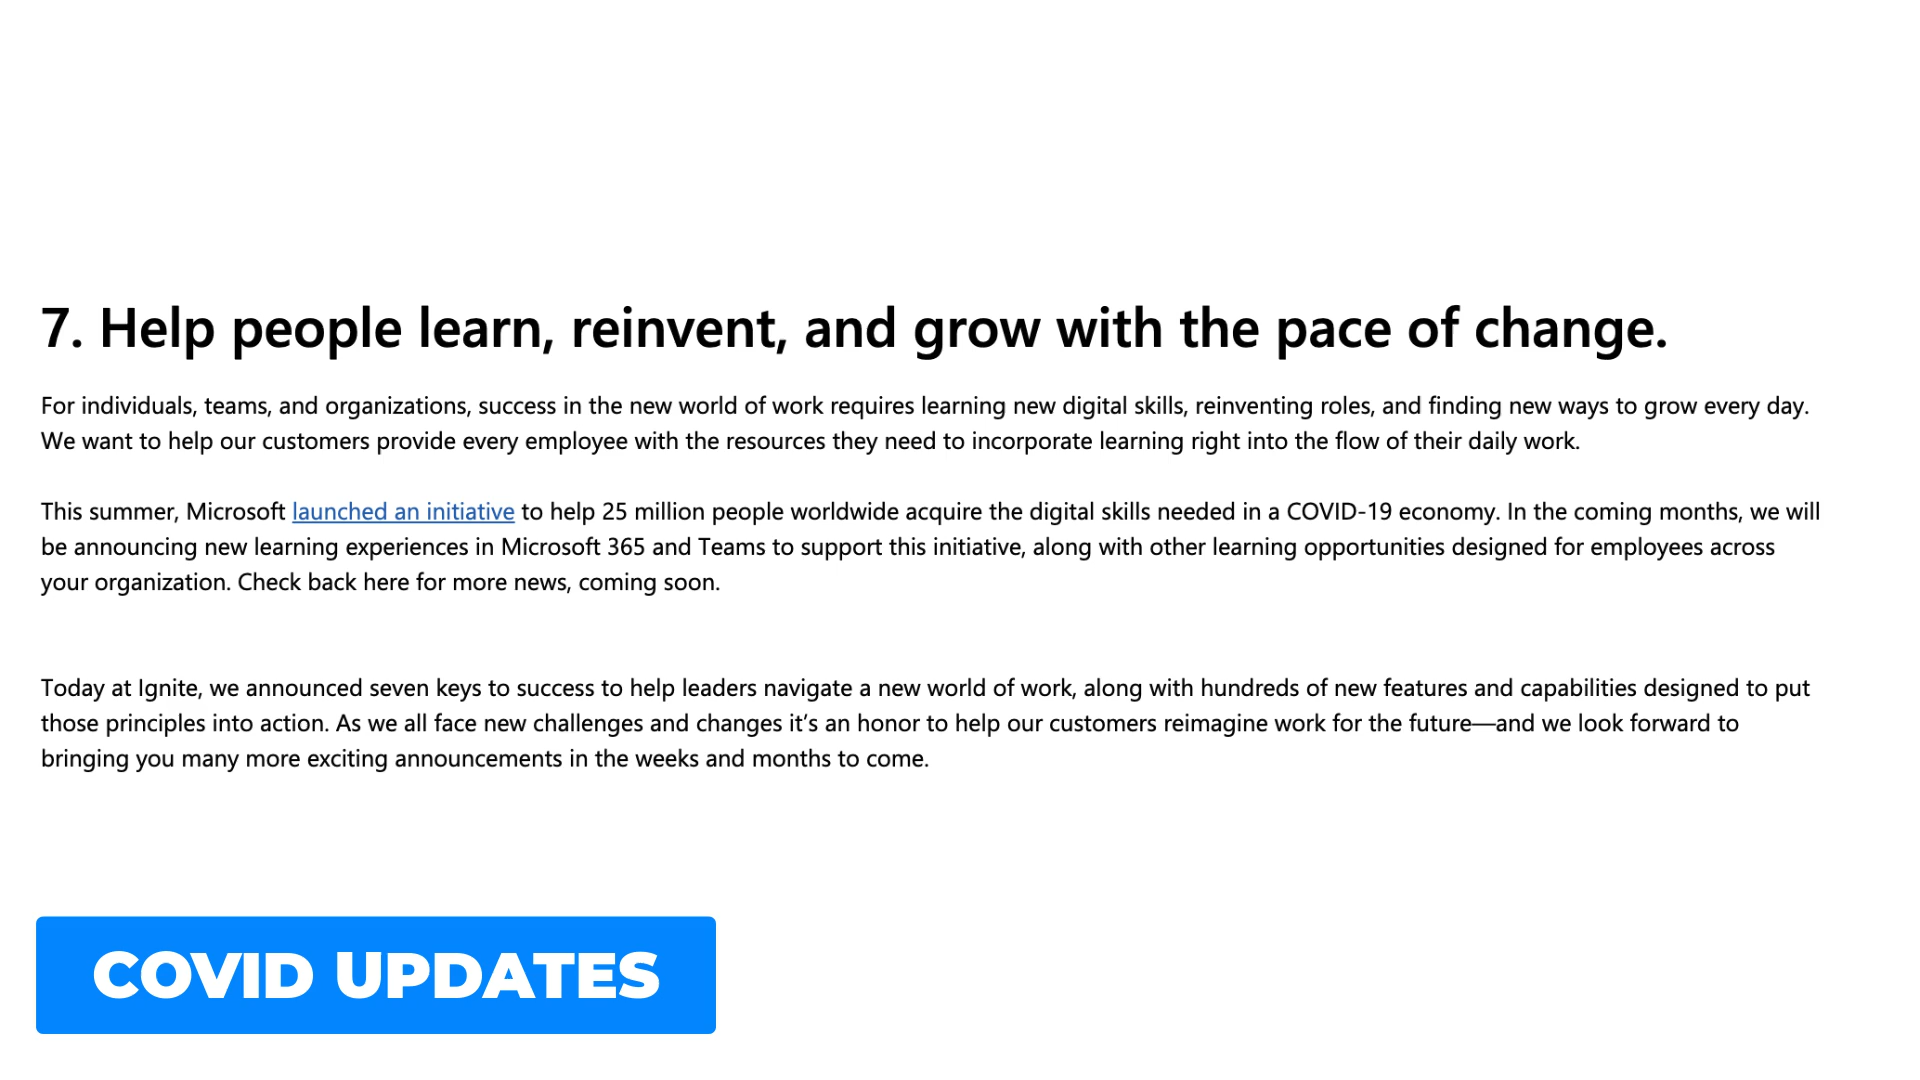 7. Help people learn, reinvent, and grow with the pace of change.
For individuals, teams, and organizations, success in the new world of work requires learning new digital skills, reinventing roles, and finding new ways to grow every day.
We want to help our customers provide every employee with the resources they need to incorporate learning right into the flow of their daily work.
This summer, Microsoft launched an initiative to help 25 million people worldwide acquire the digital skills needed in a COVID-19 economy. In the coming months, we will
be announcing new learning experiences in Microsoft 365 and Teams to support this initiative, along with other learning opportunities designed for employees across
your organization. Check back here for more news, coming soon.
Today at Ignite, we announced seven keys to success to help leaders navigate a new world of work, along with hundreds of new features and capabilities designed to put
those principles into action. As we all face new challenges and changes it’s an honor to help our customers reimagine work for the future—and we look forward to
bringing you many more exciting announcements in the weeks and months to come.
COVID UPDATES